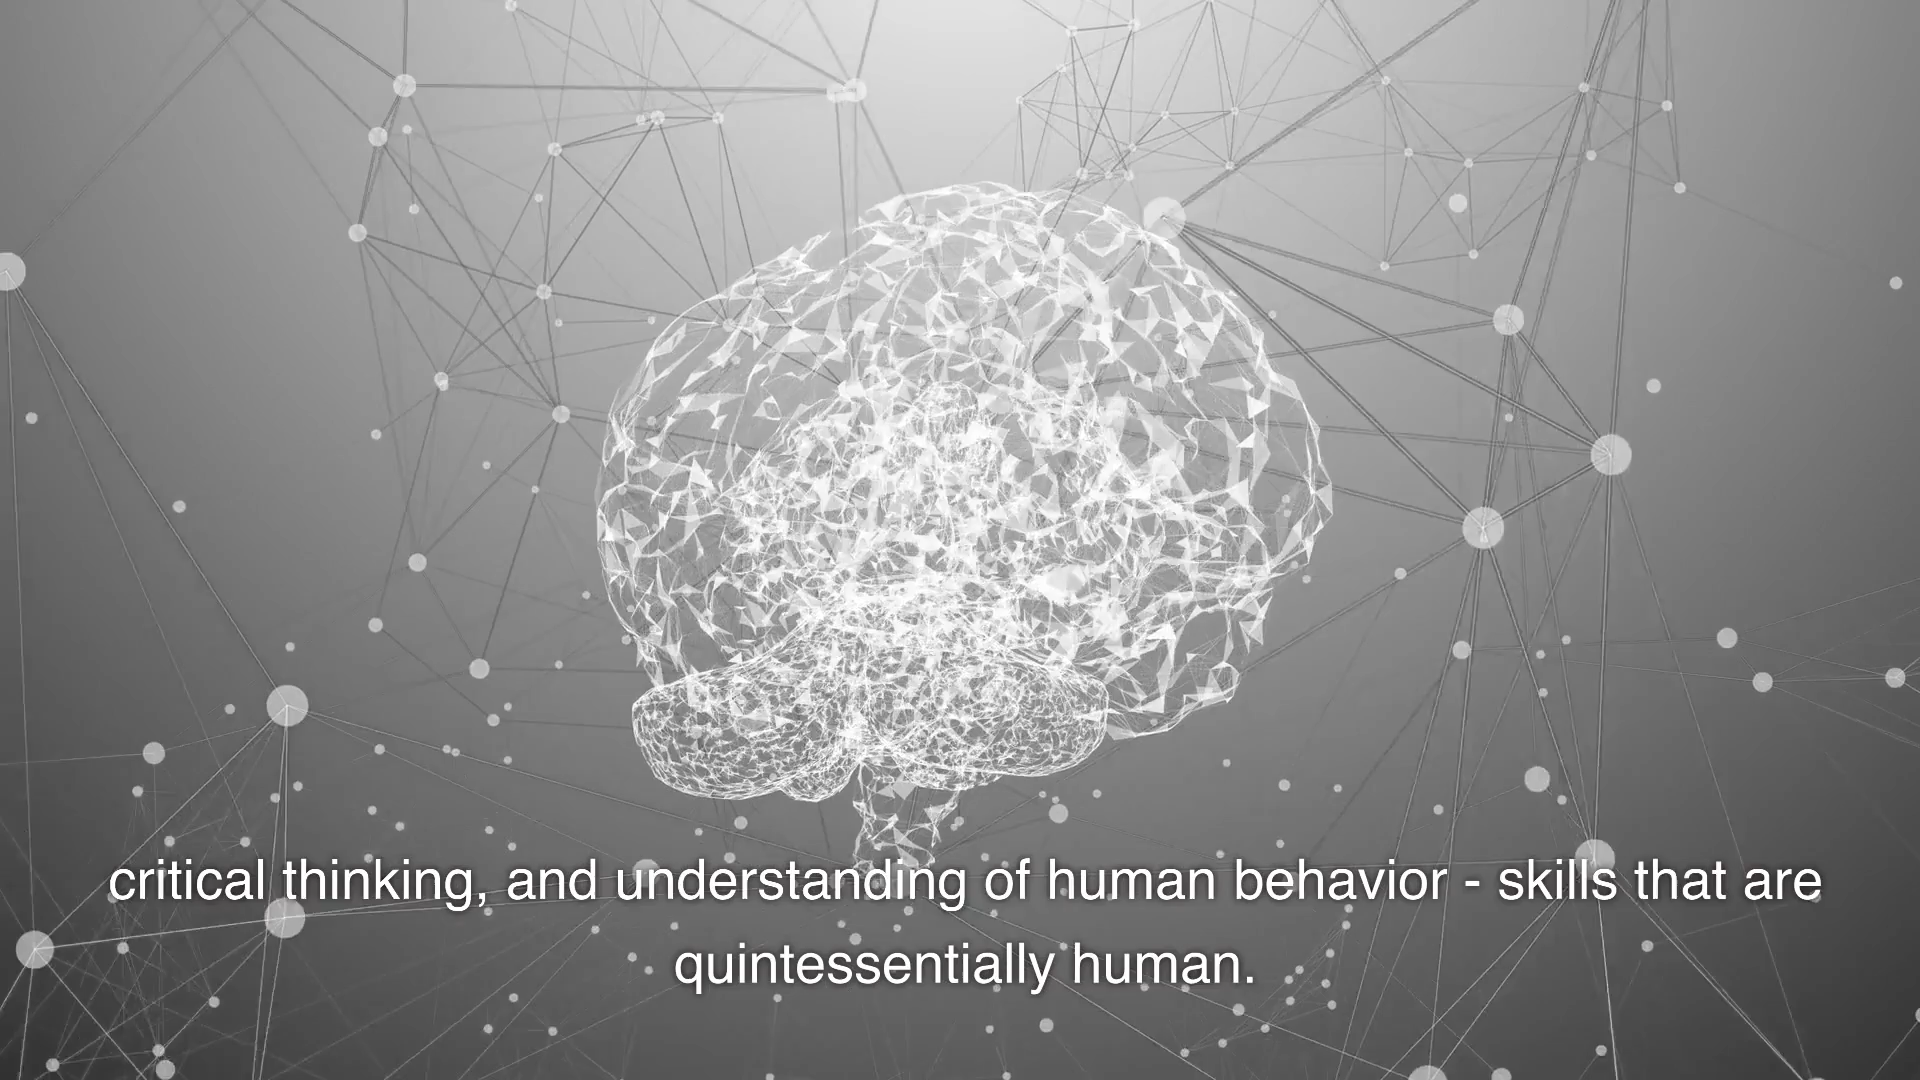 critical thinking, and understanding of human behavior - skills that are
quintessentially human.